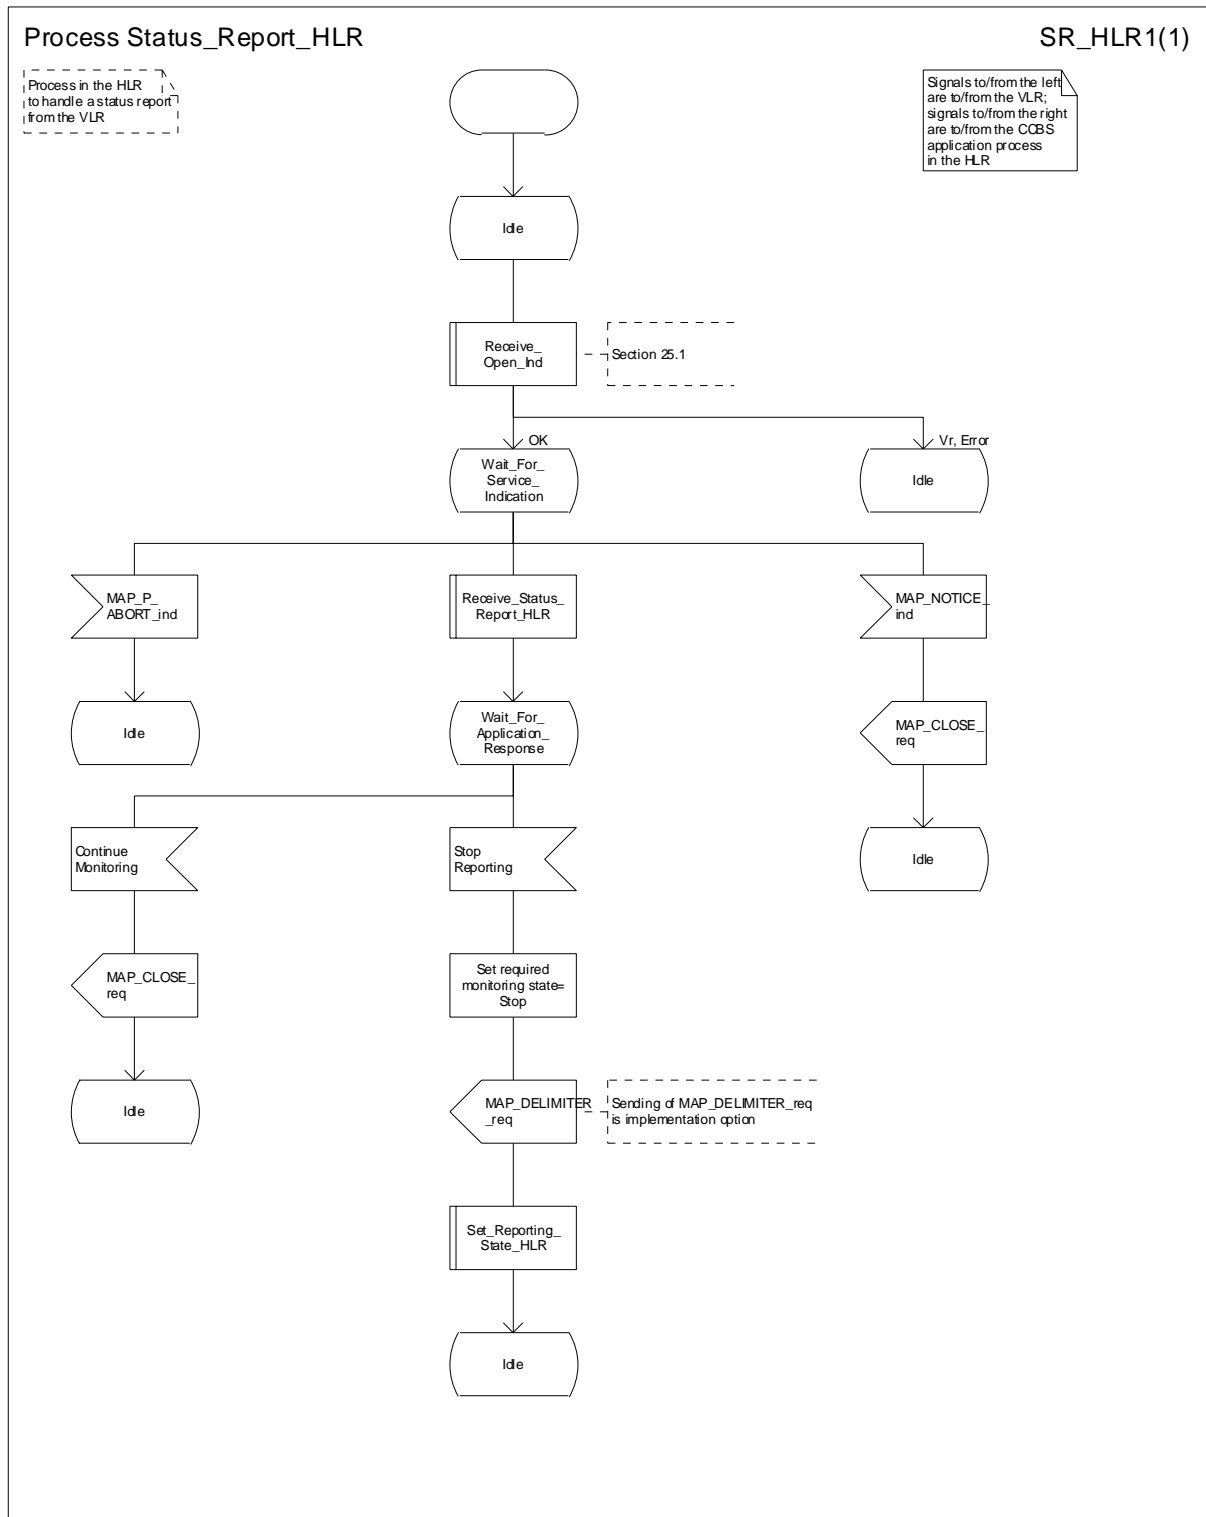 Process Status_Report_HLR
SR_HLR1(1)
Process in the HLR
to handle a status report
from the VLR
Signals to/from the left
are to/from the VLR;
signals to/from the right
are to/from the CCBS
application process
in the HLR
Idle
Receive_
Open_Ind
Section 25.1
OK
Vr, Error
Wait_For_
Service_
Indication
Idle
MAP_P_
ABORT_ind
Receive_Status_
Report_HLR
MAP_NOTICE_
ind
Idle
Wait_For_
Application_
Response
MAP_CLOSE_
req
Continue
Monitoring
Stop
Reporting
Idle
MAP_CLOSE_
req
Set required
monitoring state=
Stop
Idle
MAP_DELIMITER
_req
Sending of MAP_DELIMITER_req
is implementation option
Set_Reporting_
State_HLR
Idle